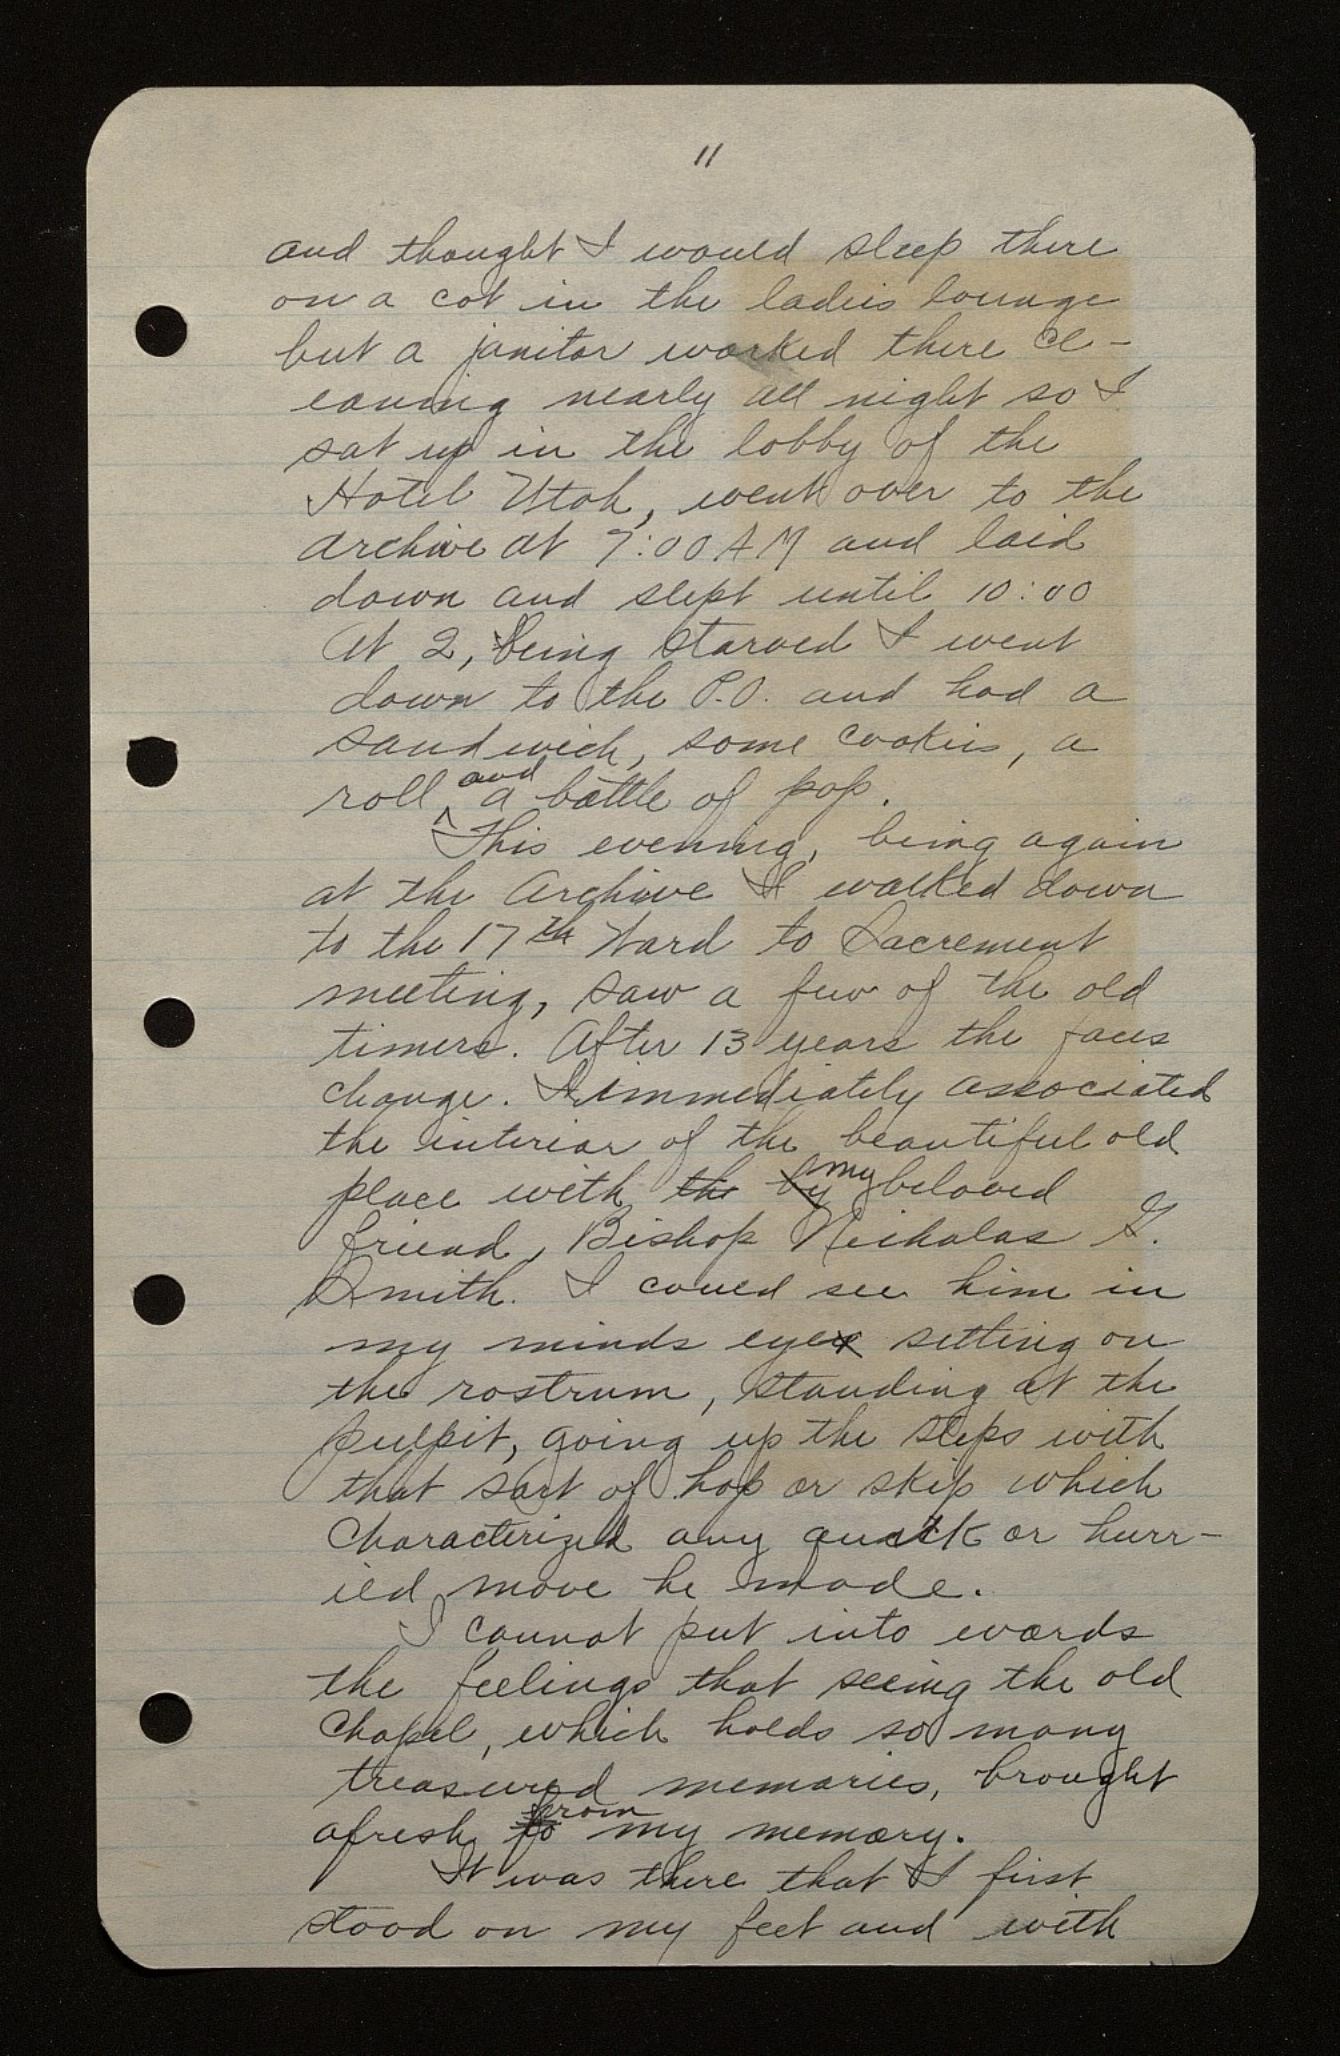 11
and thought I would sleep there
on a cot in the ladies lounge
but a janitor worked there cl-
eaning nearly all night so I
sat up in the lobby of the
Hotel Utah, went over to the
archive at 7:00 AM and laid
down and slept until 10:00
At 2, being starved I went
down to the P.O. and had a
sandwich, some cookies, a
roll and a bottle of pop.
This evening, being again
at the Archive I walked down
to the 17th Ward to Sacrement
meeting, saw a few of the old
timers. After 13 years the faces
change. I immediately associated
the interior of the beautiful old
place with the by my beloved
friend, Bishop Nicholas G.
Smith. I could see him in
my minds eye sitting on
the rostrum, standing at the
pulpit, going up the steps with
that sort of hop or skip which
characterized any quick or hurr-
ied move he made.
I cannot put into words
the feelings that seeing the old
Chapel, which holds so many
treasured memories, brought
afresh to from my memory.
It was there that I first
stood on my feet and with